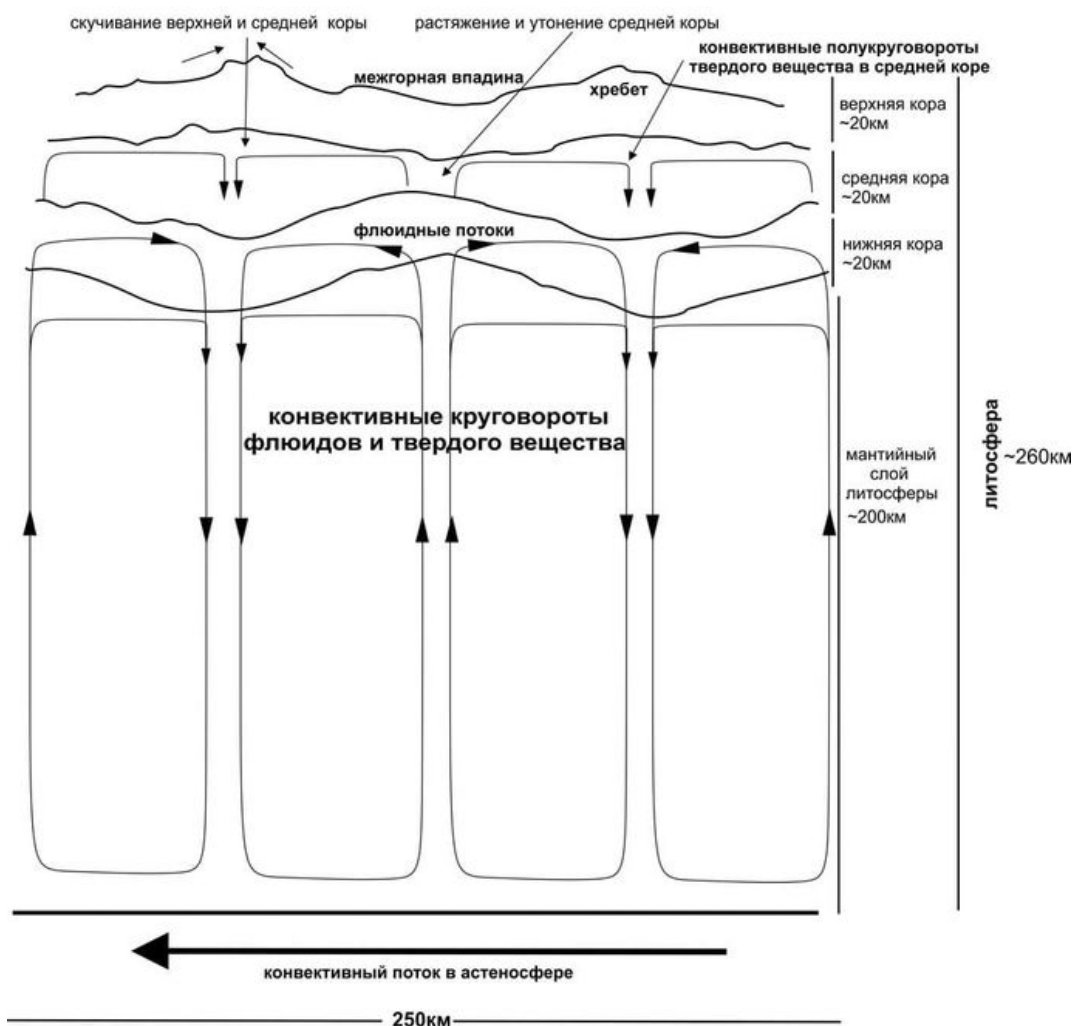 скучивание верхней и средней коры
растяжение и утонение средней коры
конвективные полукруговороты
твердого вещества в средней коре
межгорная впадина
хребет
верхняя кора
~20км
средняя кора
~20км
флюидные потоки
нижняя кора
~20км
конвективные круговороты
флюидов и твердого вещества
мантийный
слой
литосферы
~200км
литосфера
~260км
конвективный поток в астеносфере
250км